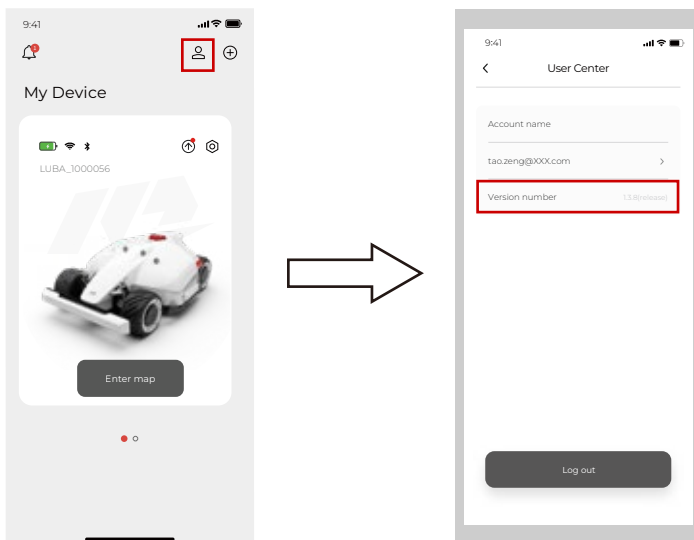 9:41
1
My Device
LUBA_1000056
Enter map
9:41
User Center
Account name
tao.zeng@XXX.com
Version number
1.3.8(release)
Log out